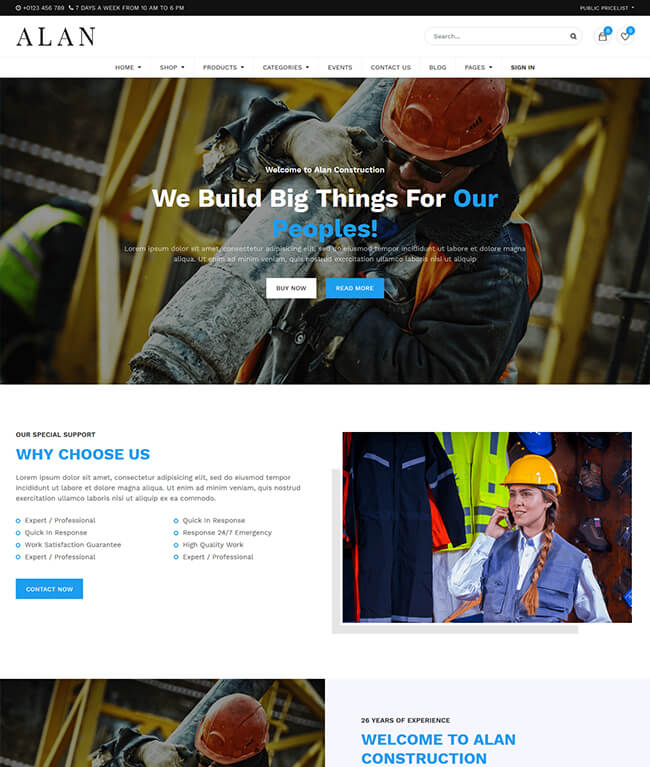 +0123 456 789 7 DAYS A WEEK FROM 10 AM TO 6 PM
PUBLIC PRICELIST
ALAN
Search...
0
0
HOME SHOP PRODUCTS CATEGORIES EVENTS CONTACT US BLOG PAGES SIGN IN
Welcome to Alan Construction
We Build Big Things For Our
Peoples!
Lorem ipsum dolor sit amet, consectetur adipisicing elit, sed do eiusmod tempor incididunt ut labore et dolore magna
aliqua. Ut enim ad minim veniam, quis nostrud exercitation ullamco laboris nisi ut aliquip
BUY NOW
READ MORE
OUR SPECIAL SUPPORT
WHY CHOOSE US
Lorem ipsum dolor sit amet, consectetur adipisicing elit, sed do eiusmod tempor
incididunt ut labore et dolore magna aliqua. Ut enim ad minim veniam, quis nostrud
exercitation ullamco laboris nisi ut aliquip ex ea commodo.
Expert / Professional
Quick In Response
Quick In Response
Response 24/7 Emergency
Work Satisfaction Guarantee
High Quality Work
Expert / Professional
Expert / Professional
CONTACT NOW
26 YEARS OF EXPERIENCE
WELCOME TO ALAN
CONSTRUCTION